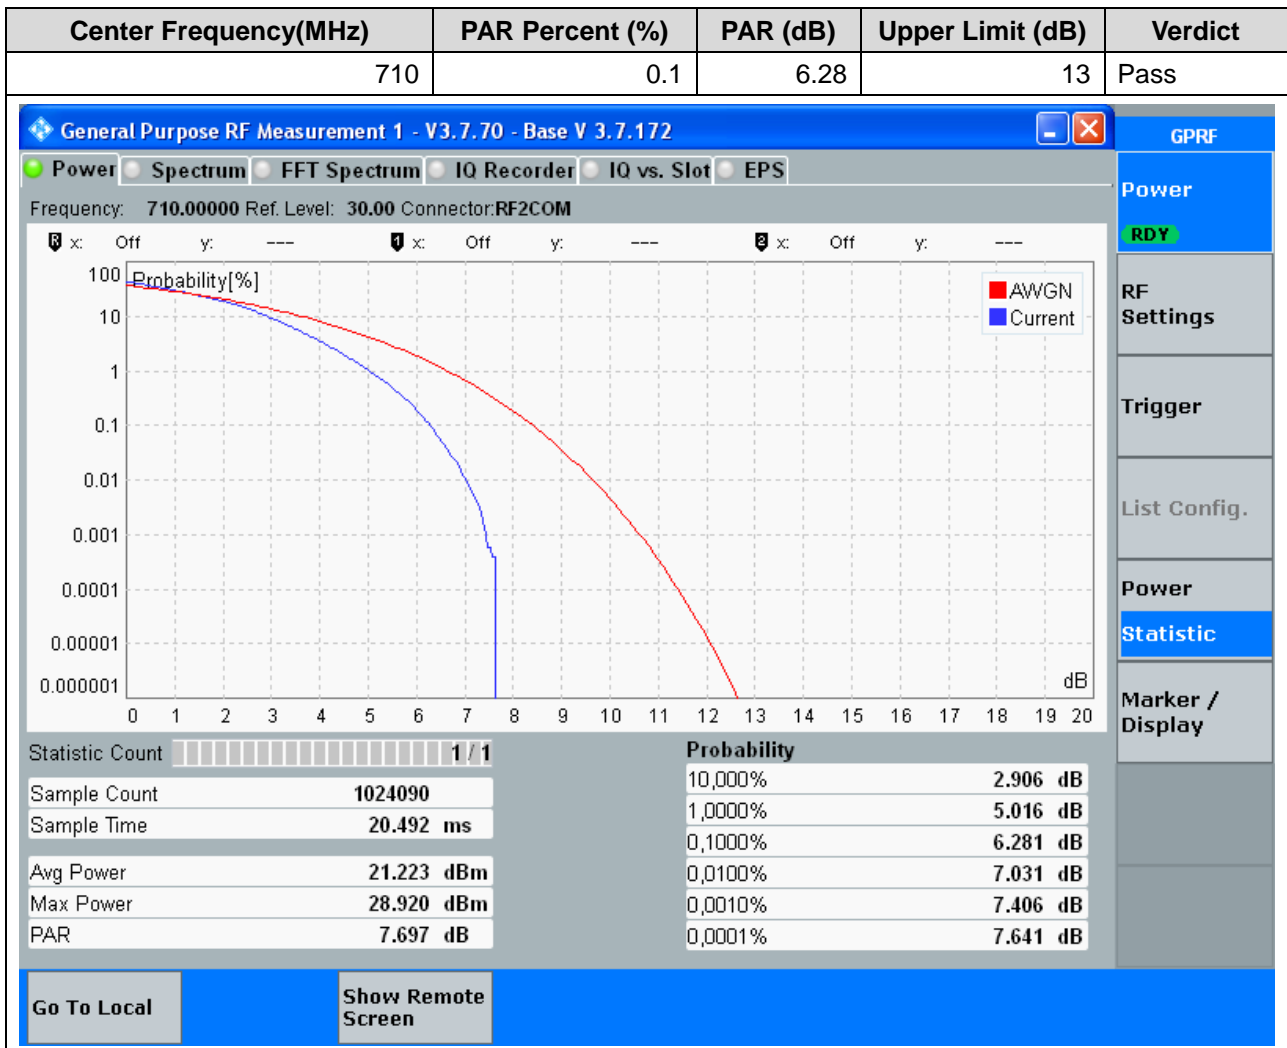 Center Frequency(MHz) PAR Percent (%) PAR (dB) Upper Limit (dB) Verdict
710 0.1 6.28 13 Pass
General Purpose RF Measurement 1 - V3.7.70 - Base V 3.7.172
GPRF
Power Spectrum FFT Spectrum IQ Recorder IQ vs. Slot EPS
Power
RDY
Frequency: 710.00000 Ref. Level: 30.00 Connector:RF2COM
R x: Off y: --- 1 x: Off y: --- 2 x: Off y: ---
Probability[%]
100
10
1
0.1
0.01
0.001
0.0001
0.00001
0.000001
AWGN
Current
dB
0 1 2 3 4 5 6 7 8 9 10 11 12 13 14 15 16 17 18 19 20
RF
Settings
Trigger
List Config.
Power
Statistic
Marker /
Display
Statistic Count 1 / 1
Sample Count 1024090
Sample Time 20.492 ms
Avg Power 21.223 dBm
Max Power 28.920 dBm
PAR 7.697 dB
Probability
10,000% 2.906 dB
1,0000% 5.016 dB
0,1000% 6.281 dB
0,0100% 7.031 dB
0,0010% 7.406 dB
0,0001% 7.641 dB
Go To Local
Show Remote
Screen